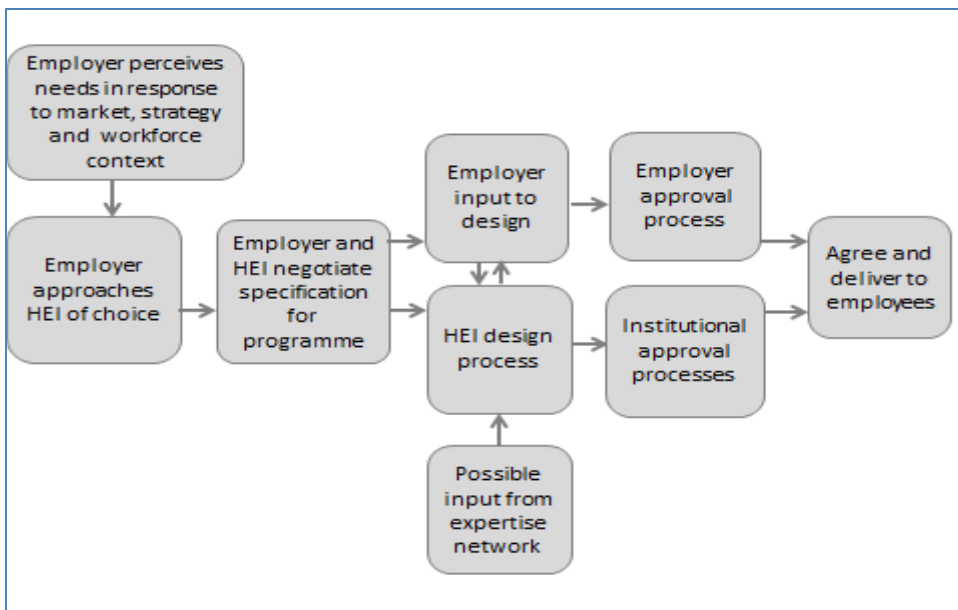 Employer perceives
needs in response
to market, strategy
and workforce
context
Employer
approaches
HEI of choice
Employer and
HEI negotiate
specification
for
programme
Employer
input to
design
HEI design
process
Possible
input from
expertise
network
Employer
approval
process
Institutional
approval
processes
Agree and
deliver to
employees